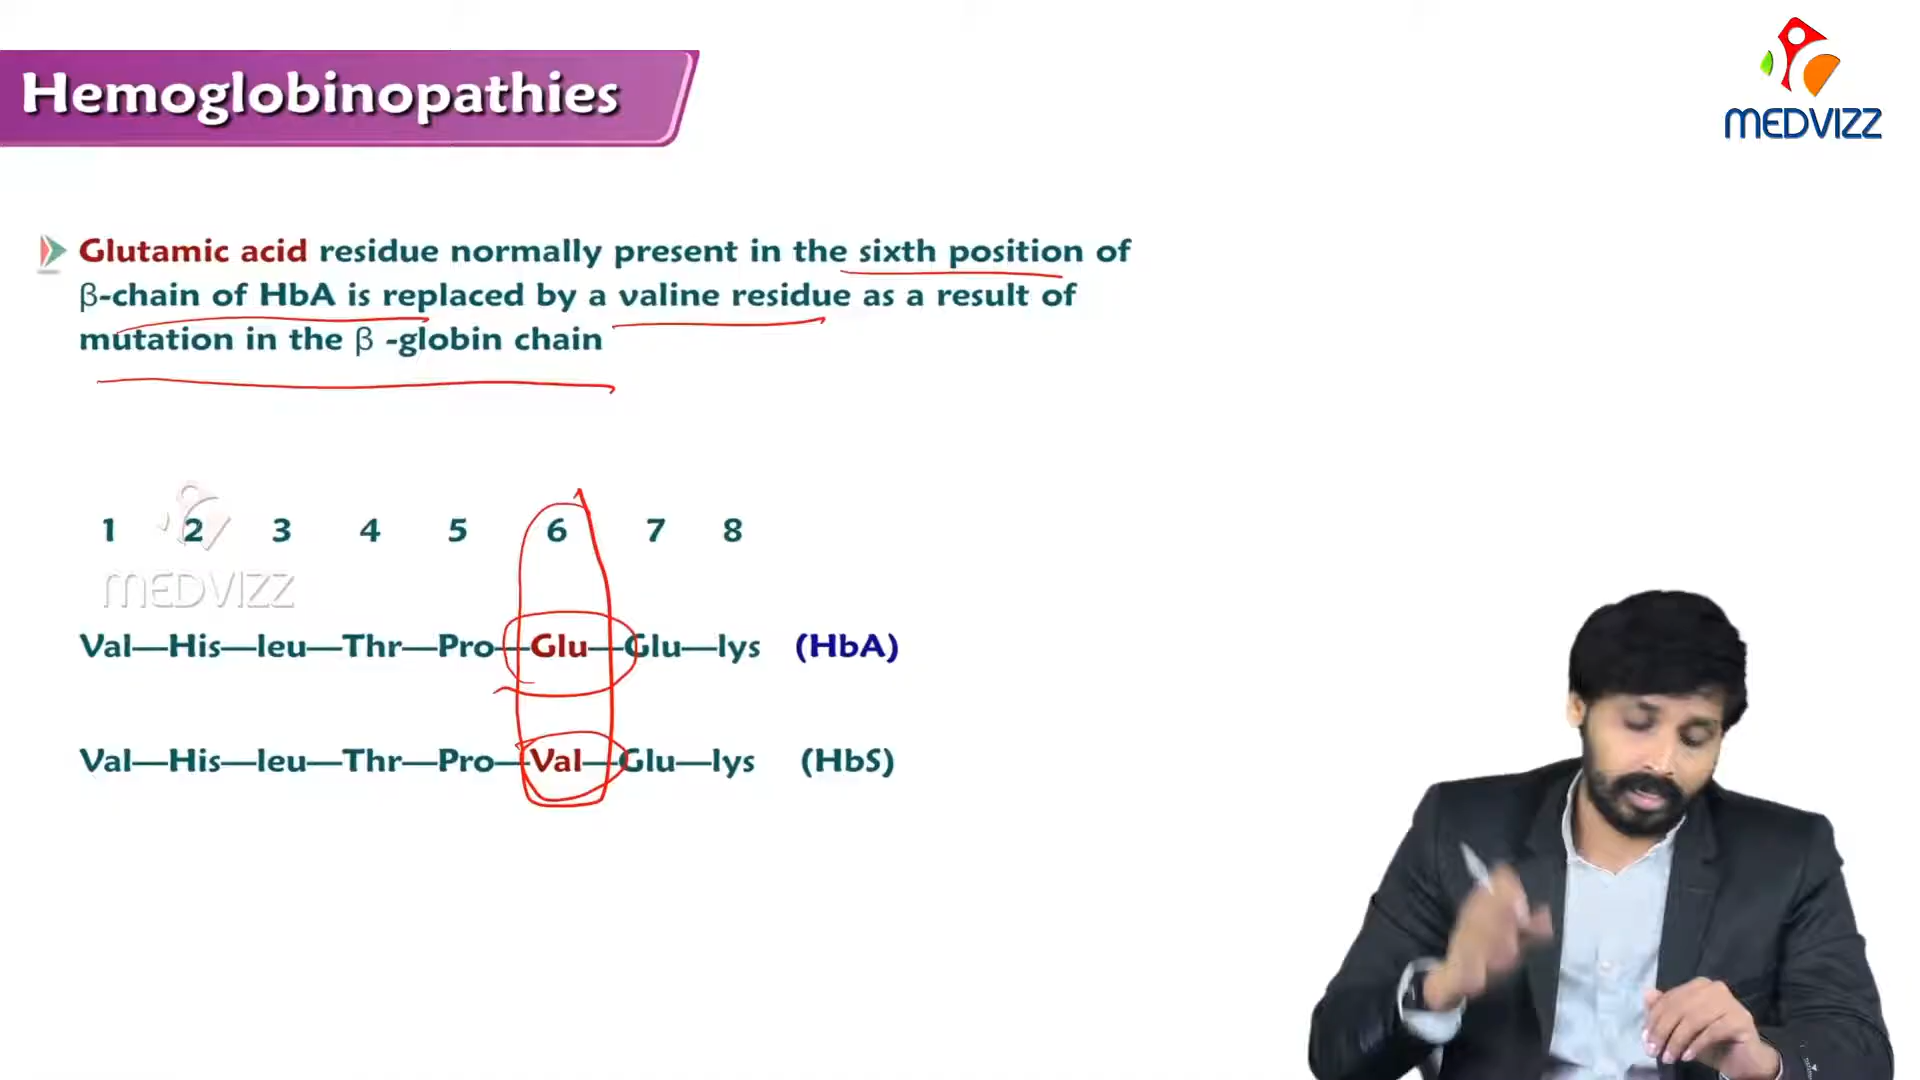 Hemoglobinopathies
MEDVIZZ
Glutamic acid residue normally present in the sixth position of
β-chain of HbA is replaced by a valine residue as a result of
mutation in the β -globin chain
1 2 3 4 5 6 7 8
MEDVIZZ
Val—His—leu—Thr—Pro—Glu—Glu—lys (HbA)
Val—His—leu—Thr—Pro—Val—Glu—lys (HbS)